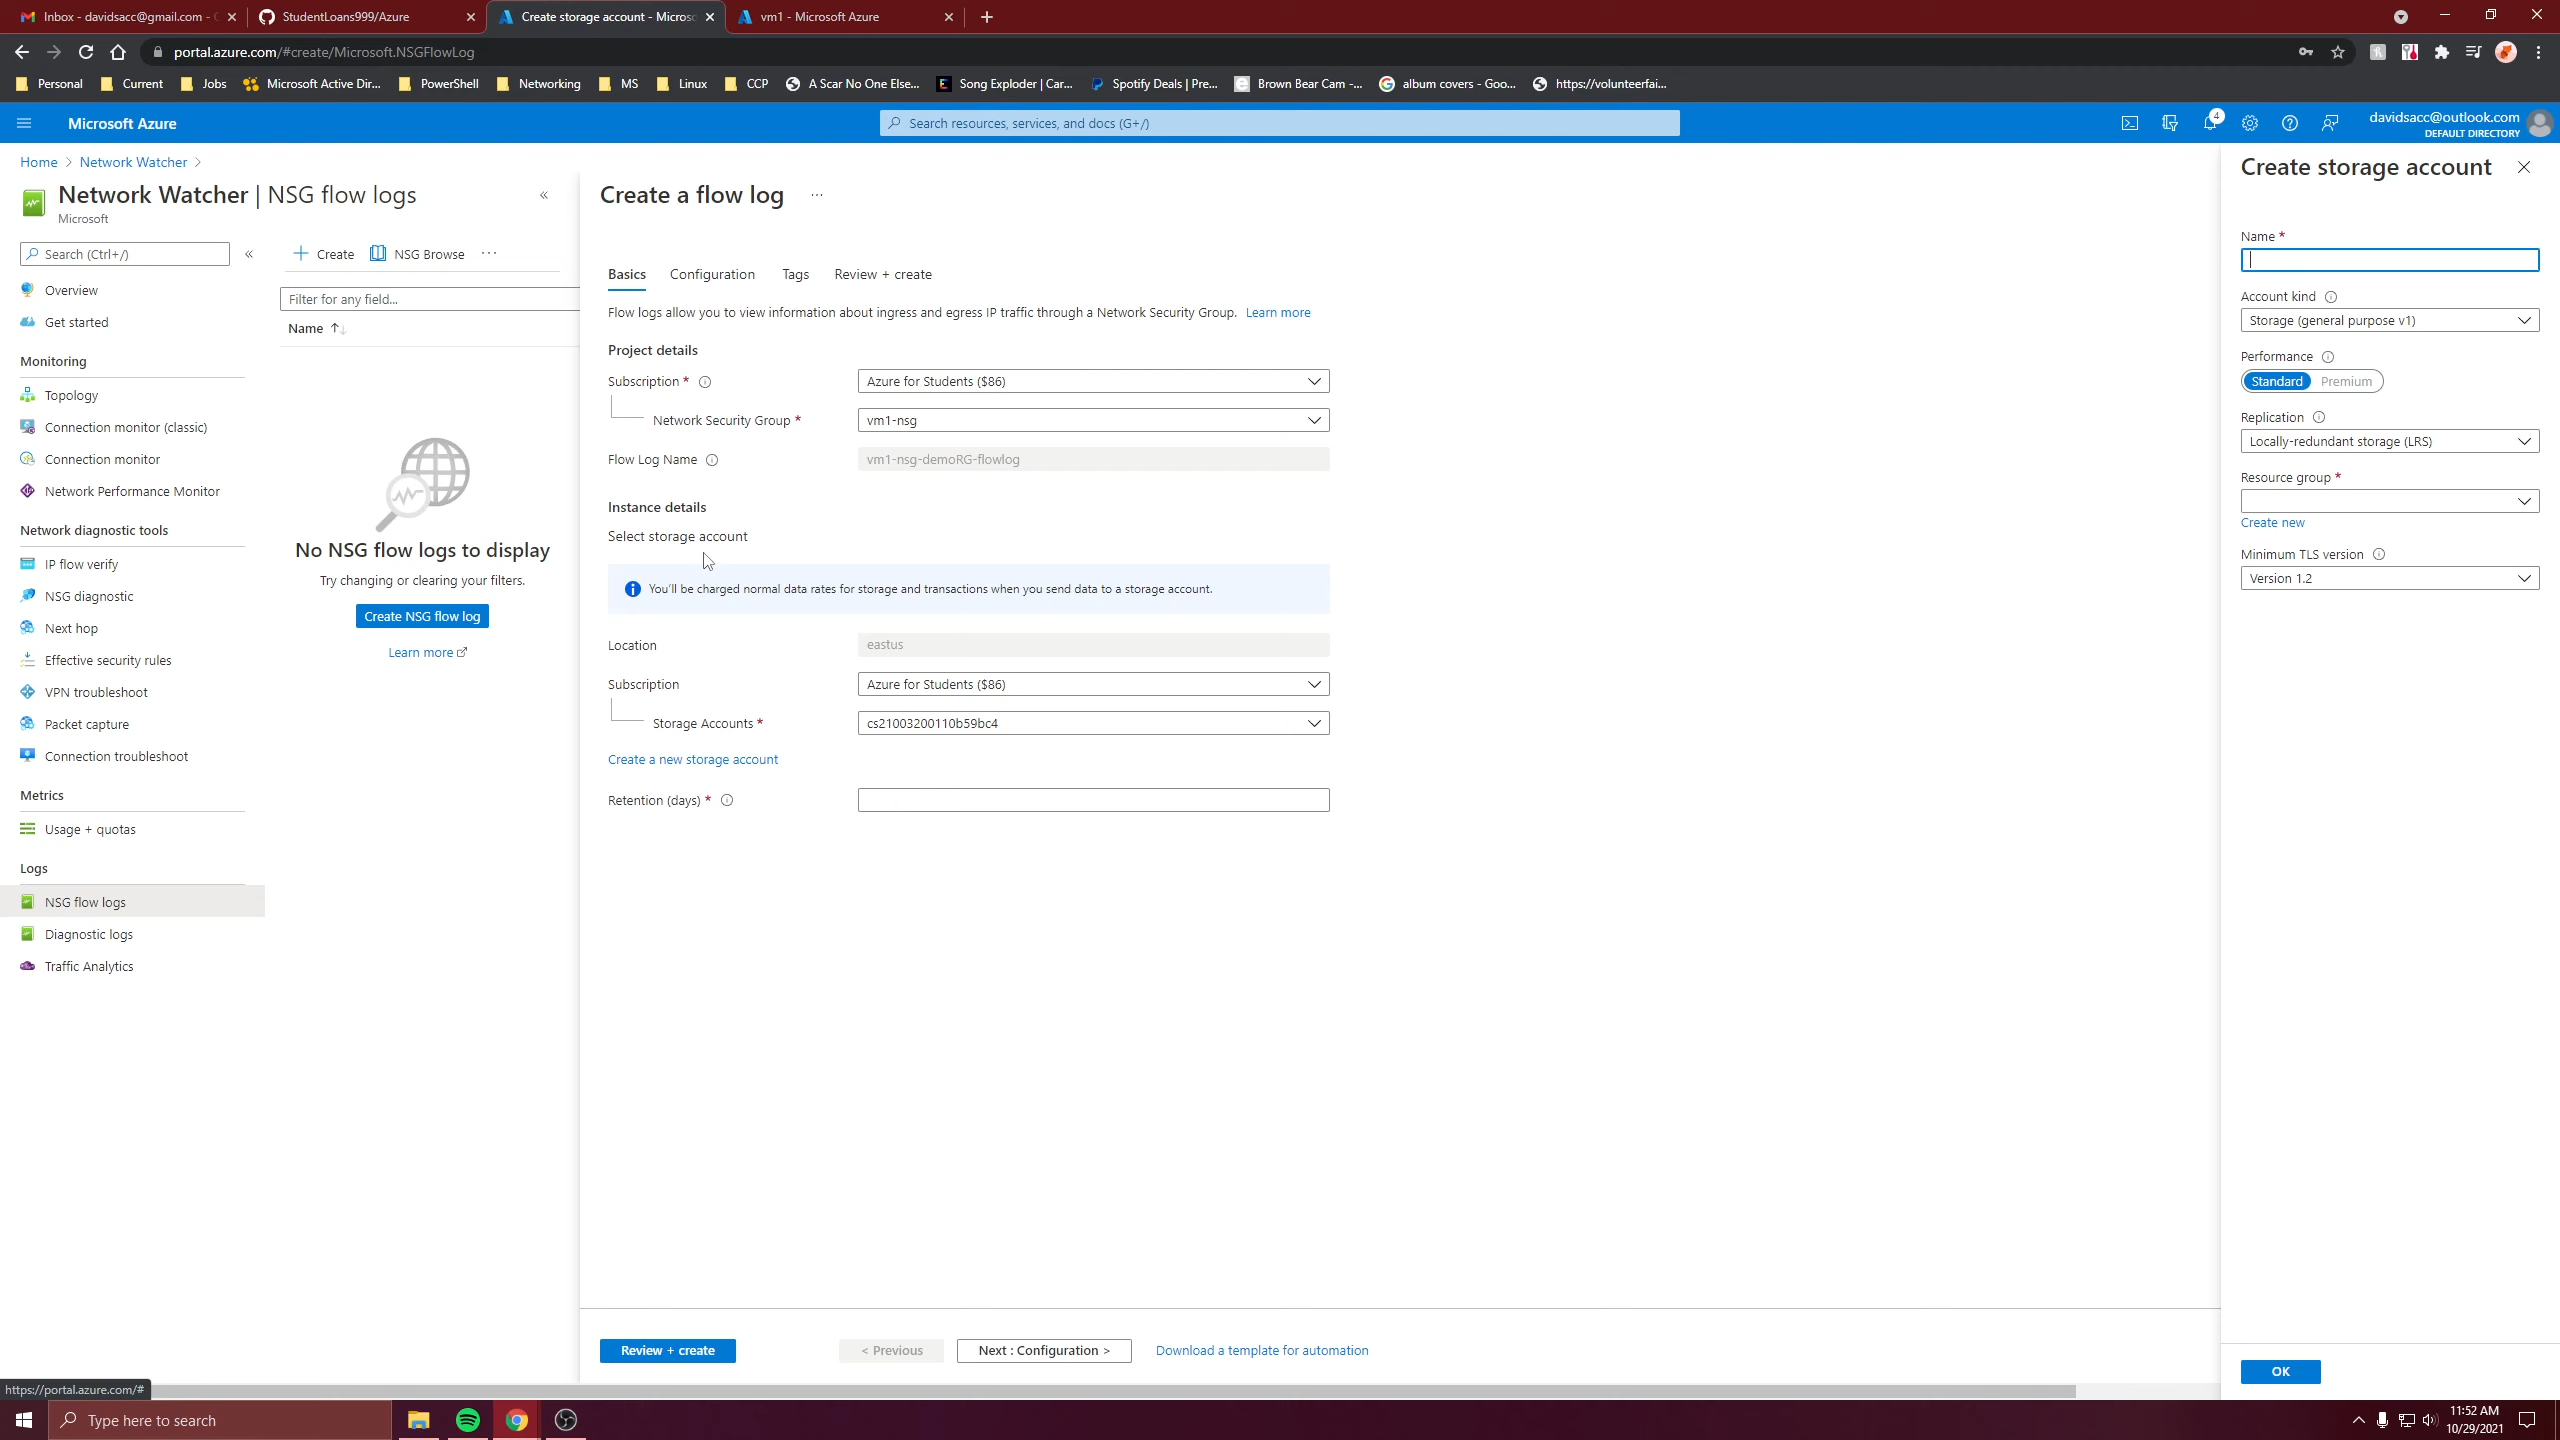 Inbox - davidsacc@gmail.com -
StudentLoans999/Azure
Create storage account - Micros
vm1 - Microsoft Azure
portal.azure.com/#create/Microsoft.NSGFlowLog
Personal Current Jobs Microsoft Active Dir... PowerShell Networking MS Linux CCP A Scar No One Else... Song Exploder | Car... Spotify Deals | Pre... Brown Bear Cam -... album covers - Goo... https://volunteerfai...
Microsoft Azure
Search resources, services, and docs (G+/)
4
davidsacc@outlook.com
DEFAULT DIRECTORY
Home > Network Watcher >
Network Watcher | NSG flow logs
Microsoft
Search (Ctrl+/)
Overview
Get started
Monitoring
Topology
Connection monitor (classic)
Connection monitor
Network Performance Monitor
Network diagnostic tools
IP flow verify
NSG diagnostic
Next hop
Effective security rules
VPN troubleshoot
Packet capture
Connection troubleshoot
Metrics
Usage + quotas
Logs
NSG flow logs
Diagnostic logs
Traffic Analytics
Create NSG Browse ...
Filter for any field...
Name
No NSG flow logs to display
Try changing or clearing your filters.
Create NSG flow log
Learn more
Create a flow log ...
Basics Configuration Tags Review + create
Flow logs allow you to view information about ingress and egress IP traffic through a Network Security Group. Learn more
Project details
Subscription * Azure for Students ($86)
Network Security Group * vm1-nsg
Flow Log Name vm1-nsg-demoRG-flowlog
Instance details
Select storage account
You'll be charged normal data rates for storage and transactions when you send data to a storage account.
Location eastus
Subscription Azure for Students ($86)
Storage Accounts * cs21003200110b59bc4
Create a new storage account
Retention (days) *
Review + create < Previous Next : Configuration > Download a template for automation
Create storage account
Name *
Account kind
Storage (general purpose v1)
Performance
Standard Premium
Replication
Locally-redundant storage (LRS)
Resource group *
Create new
Minimum TLS version
Version 1.2
OK
https://portal.azure.com/#
Type here to search
11:52 AM
10/29/2021